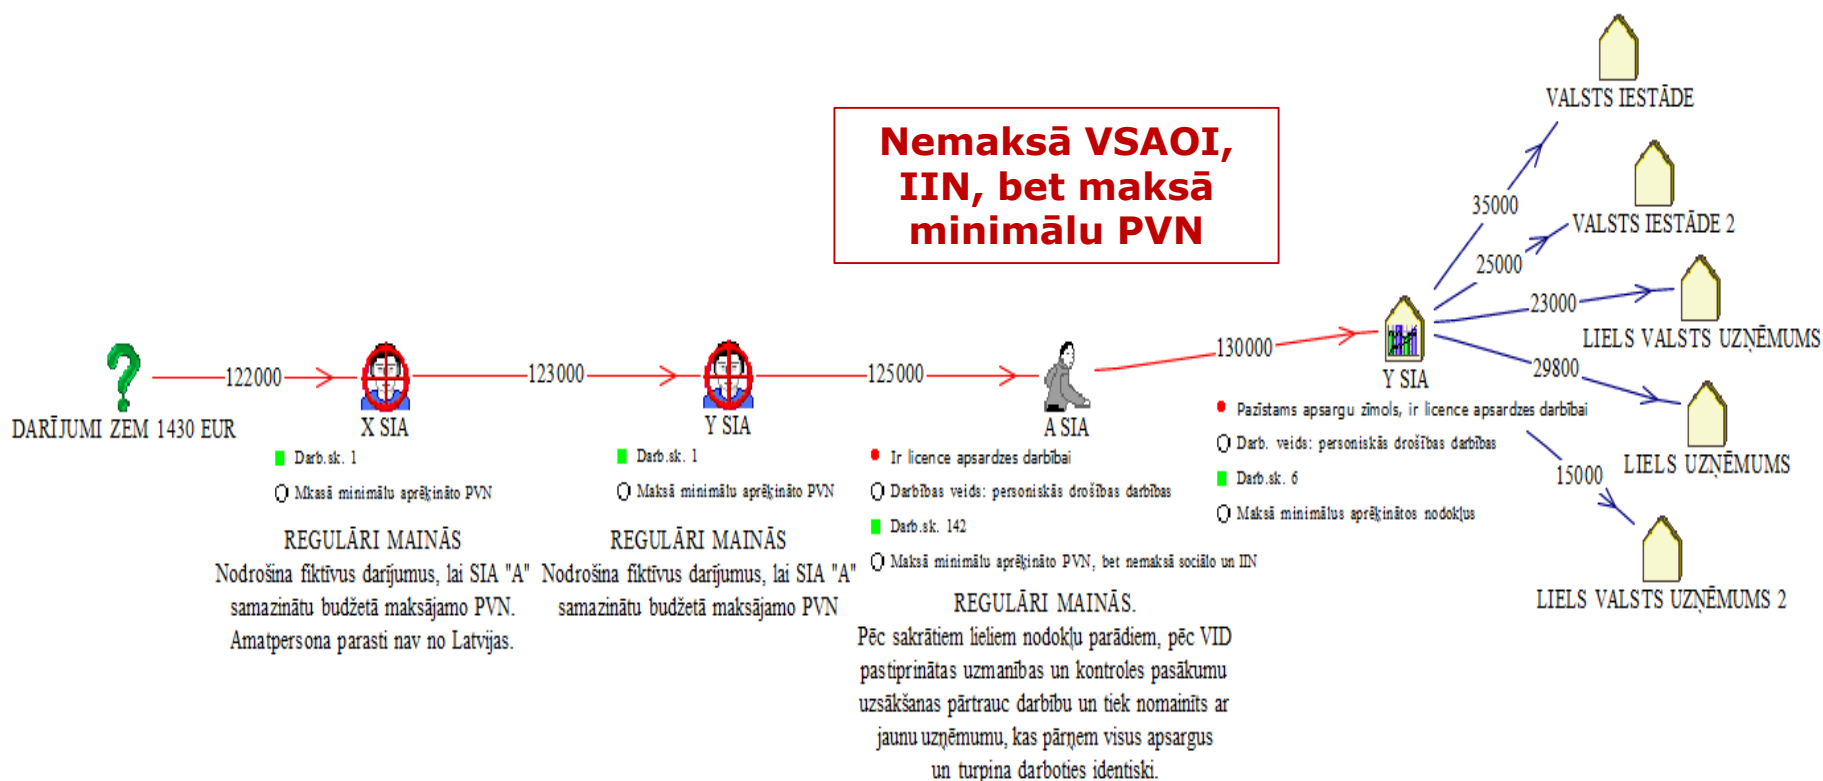 Nemaksā VSAOI,
IIN, bet maksā
minimālu PVN
DARĪJUMI ZEM 1430 EUR
122000
X SIA
Darb.sk. 1
Mkasā minimālu aprēķināto PVN
REGULĀRI MAINĀS
Nodrošina fiktīvus darījumus, lai SIA "A"
samazinātu budžetā maksājamo PVN.
Amatpersona parasti nav no Latvijas.
123000
Y SIA
Darb.sk. 1
Maksā minimālu aprēķināto PVN
REGULĀRI MAINĀS
Nodrošina fiktīvus darījumus, lai SIA "A"
samazinātu budžetā maksājamo PVN
125000
A SIA
Ir licence apsardzes darbībai
Darbības veids: personiskās drošības darbības
Darb.sk. 142
Maksā minimālu aprēķināto PVN, bet nemaksā sociālo un IIN
REGULĀRI MAINĀS.
Pēc sakrātiem lieliem nodokļu parādiem, pēc VID
pastiprinātas uzmanības un kontroles pasākumu
uzsākšanas pārtrauc darbību un tiek nomainīts ar
jaunu uzņēmumu, kas pārņem visus apsargus
un turpina darboties identiski.
130000
Y SIA
Pazīstams apsargu zīmols, ir licence apsardzes darbībai
Darb. veids: personiskās drošības darbības
Darb.sk. 6
Maksā minimālus aprēķinātos nodokļus
35000
VALSTS IESTĀDE
25000
VALSTS IESTĀDE 2
23000
LIELS VALSTS UZŅĒMUMS
29800
LIELS UZŅĒMUMS
15000
LIELS VALSTS UZŅĒMUMS 2